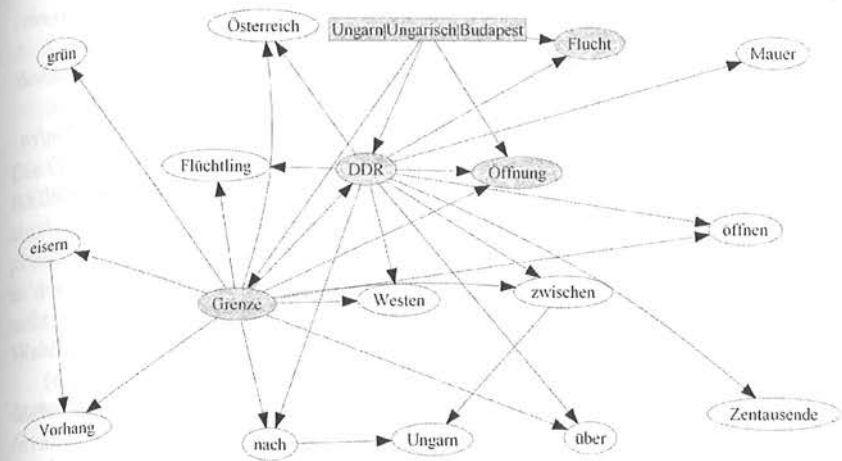 Österreich
Ungarn|Ungarisch|Budapest
grün
Flucht
Mauer
Flüchtling
DDR
Öffnung
eisern
öffnen
Grenze
Westen
zwischen
Vorhang
nach
Ungarn
über
Zentausende